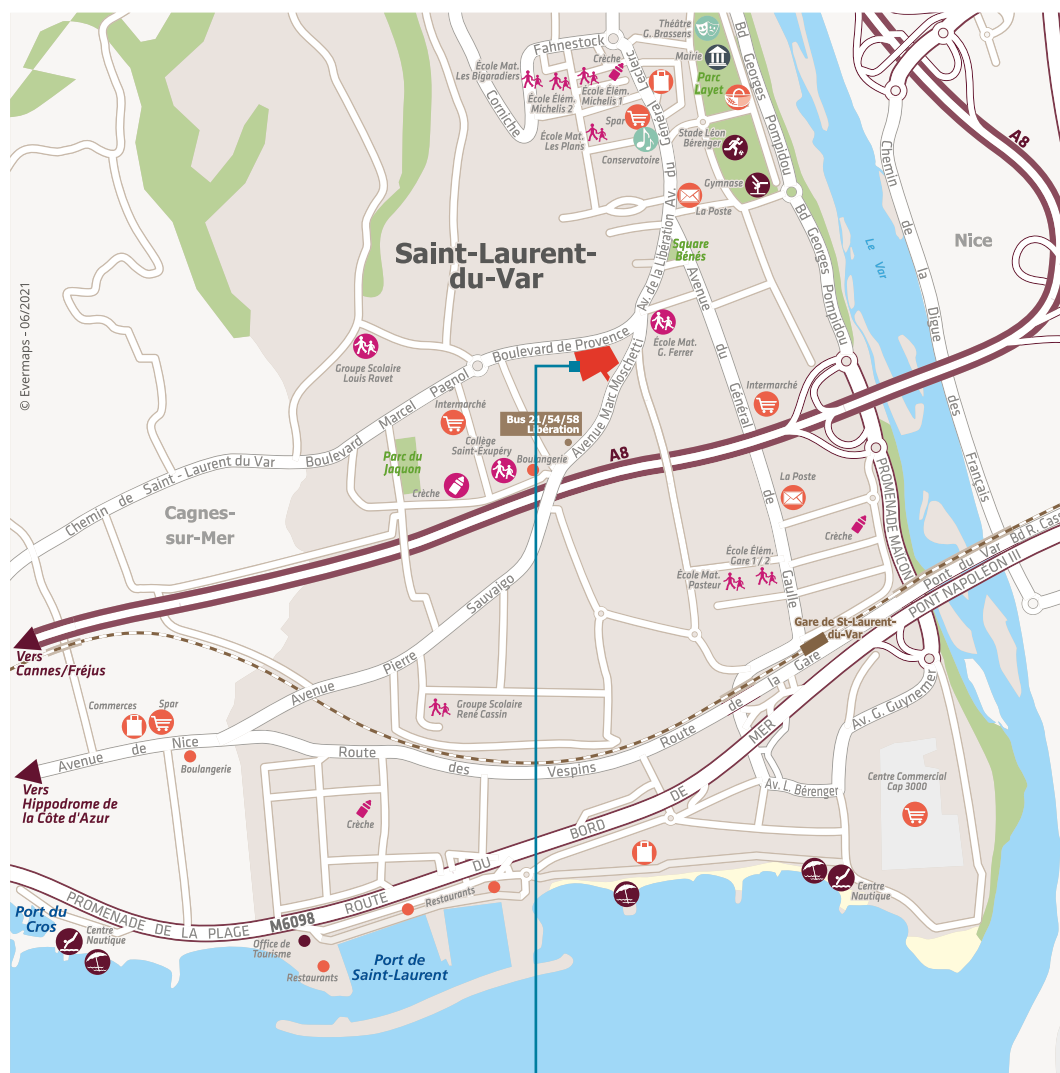 Théâtre
G. Brassens
Mairie
Parc
Layet
Bd Georges Pompidou
Fahnestock
Crèche
École Mat.
Les Bigaradiers
École Élém.
Michelis 2
École Élém.
Michelis 1
Av. du Général Leclerc
Corniche
Spar
École Mat.
Les Plans
Conservatoire
Stade Léon
Bérenger
Gymnase
La Poste
A8
Chemin de la Digue des Français
Le Var
Nice
Saint-Laurent-
du-Var
Square
Bénés
Av. de la Libération
Bd Georges Pompidou
Avenue du Général de Gaulle
© Evermaps - 06/2021
Groupe Scolaire
Louis Ravet
Boulevard de Provence
École Mat.
G. Ferrer
Boulevard Marcel Pagnol
Avenue Marc Moschetti
Intermarché
Intermarché
Bus 21/54/58
Libération
Collège
Saint-Exupéry
Boulangerie
A8
Parc du
Jaquon
Crèche
Chemin de Saint - Laurent du Var
Cagnes-
sur-Mer
La Poste
PROMENADE MAICON
Crèche
École Élém.
Gare 1 / 2
École Mat.
Pasteur
Pont du Var
Bd R. Cass
PONT NAPOLÉON III
Gare de St-Laurent-
du-Var
Vers
Cannes/Fréjus
Avenue Pierre Sauvaigo
Groupe Scolaire
René Cassin
Commerces
Spar
Boulangerie
Avenue de Nice
Route des Vespins
Route de la Gare
Av. G. Guynemer
Av. L. Bérenger
Centre Commercial
Cap 3000
Vers
Hippodrome de
la Côte d'Azur
Crèche
PROMENADE DE LA PLAGE
M6098
ROUTE DU BORD DE MER
Restaurants
Centre
Nautique
Port du
Cros
Centre
Nautique
Office de
Tourisme
Restaurants
Port de
Saint-Laurent